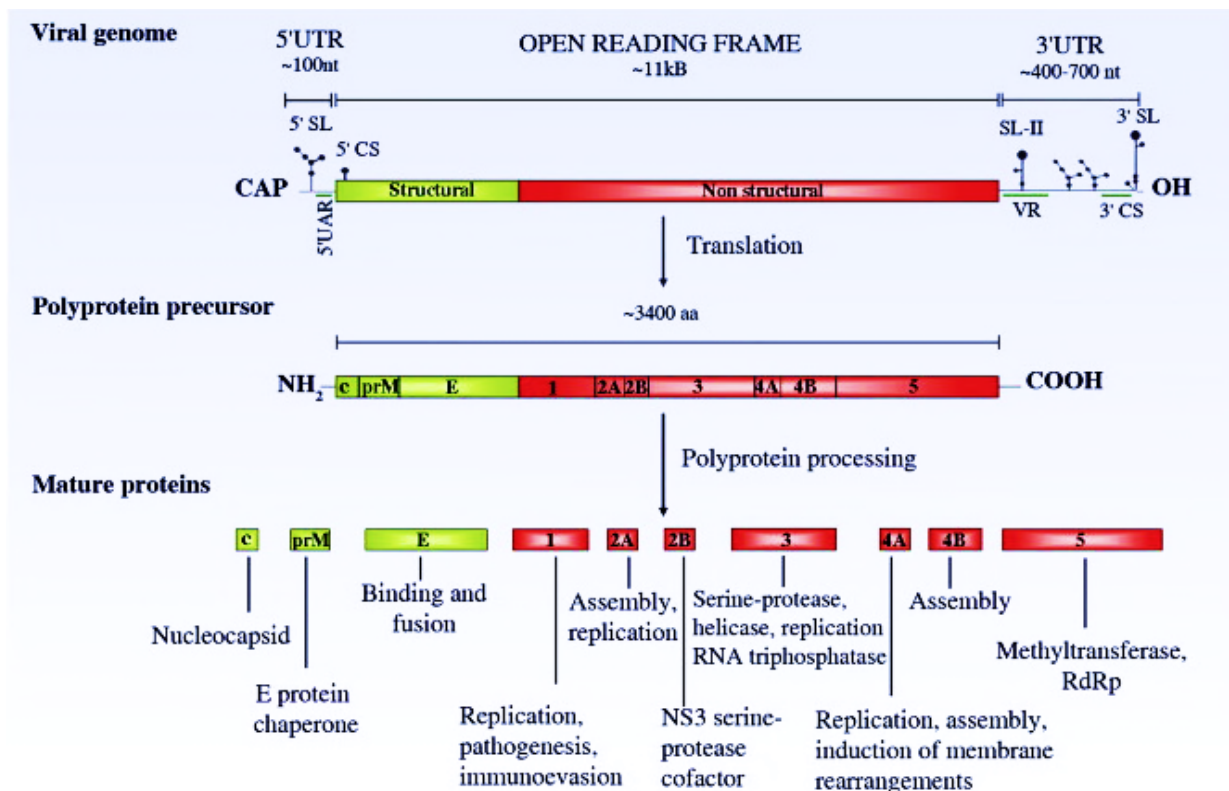 Viral genome
5'UTR
~100nt
OPEN READING FRAME
~11kB
3'UTR
~400-700 nt
5' SL
5' CS
SL-II
3' SL
CAP
Structural
Non structural
OH
5'UAR
VR
3' CS
Translation
Polyprotein precursor
~3400 aa
NH2
c prM E 1 2A 2B 3 4A 4B 5
COOH
Polyprotein processing
Mature proteins
c prM E 1 2A 2B 3 4A 4B 5
Nucleocapsid
E protein
chaperone
Binding and
fusion
Replication,
pathogenesis,
immunoevasion
Assembly,
replication
NS3 serine-
protease
cofactor
Serine-protease,
helicase, replication
RNA triphosphatase
Replication, assembly,
induction of membrane
rearrangements
Assembly
Methyltransferase,
RdRp